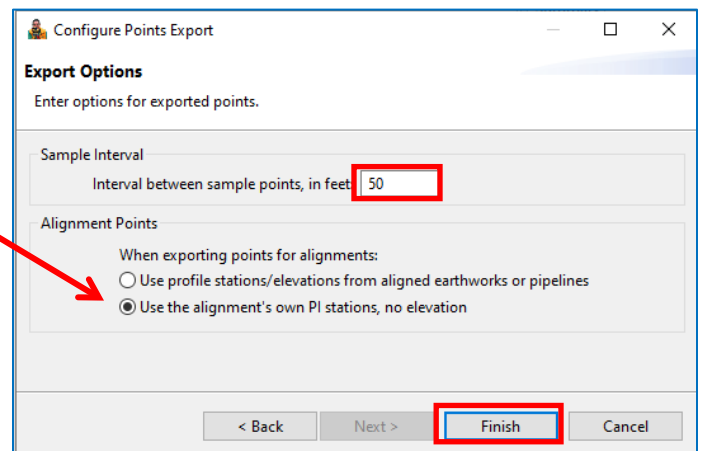 Configure Points Export
Export Options
Enter options for exported points.
Sample Interval
Interval between sample points, in feet: 50
Alignment Points
When exporting points for alignments:
Use profile stations/elevations from aligned earthworks or pipelines
Use the alignment's own PI stations, no elevation
< Back Next > Finish Cancel